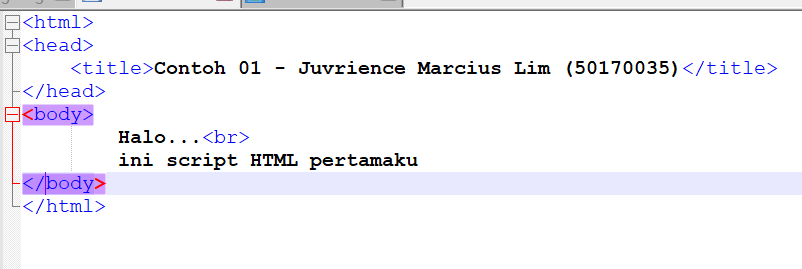 <html>
<head>
<title>Contoh 01 - Juvrience Marcius Lim (50170035)</title>
</head>
<body>
Halo...<br>
ini script HTML pertamaku
</body>
</html>